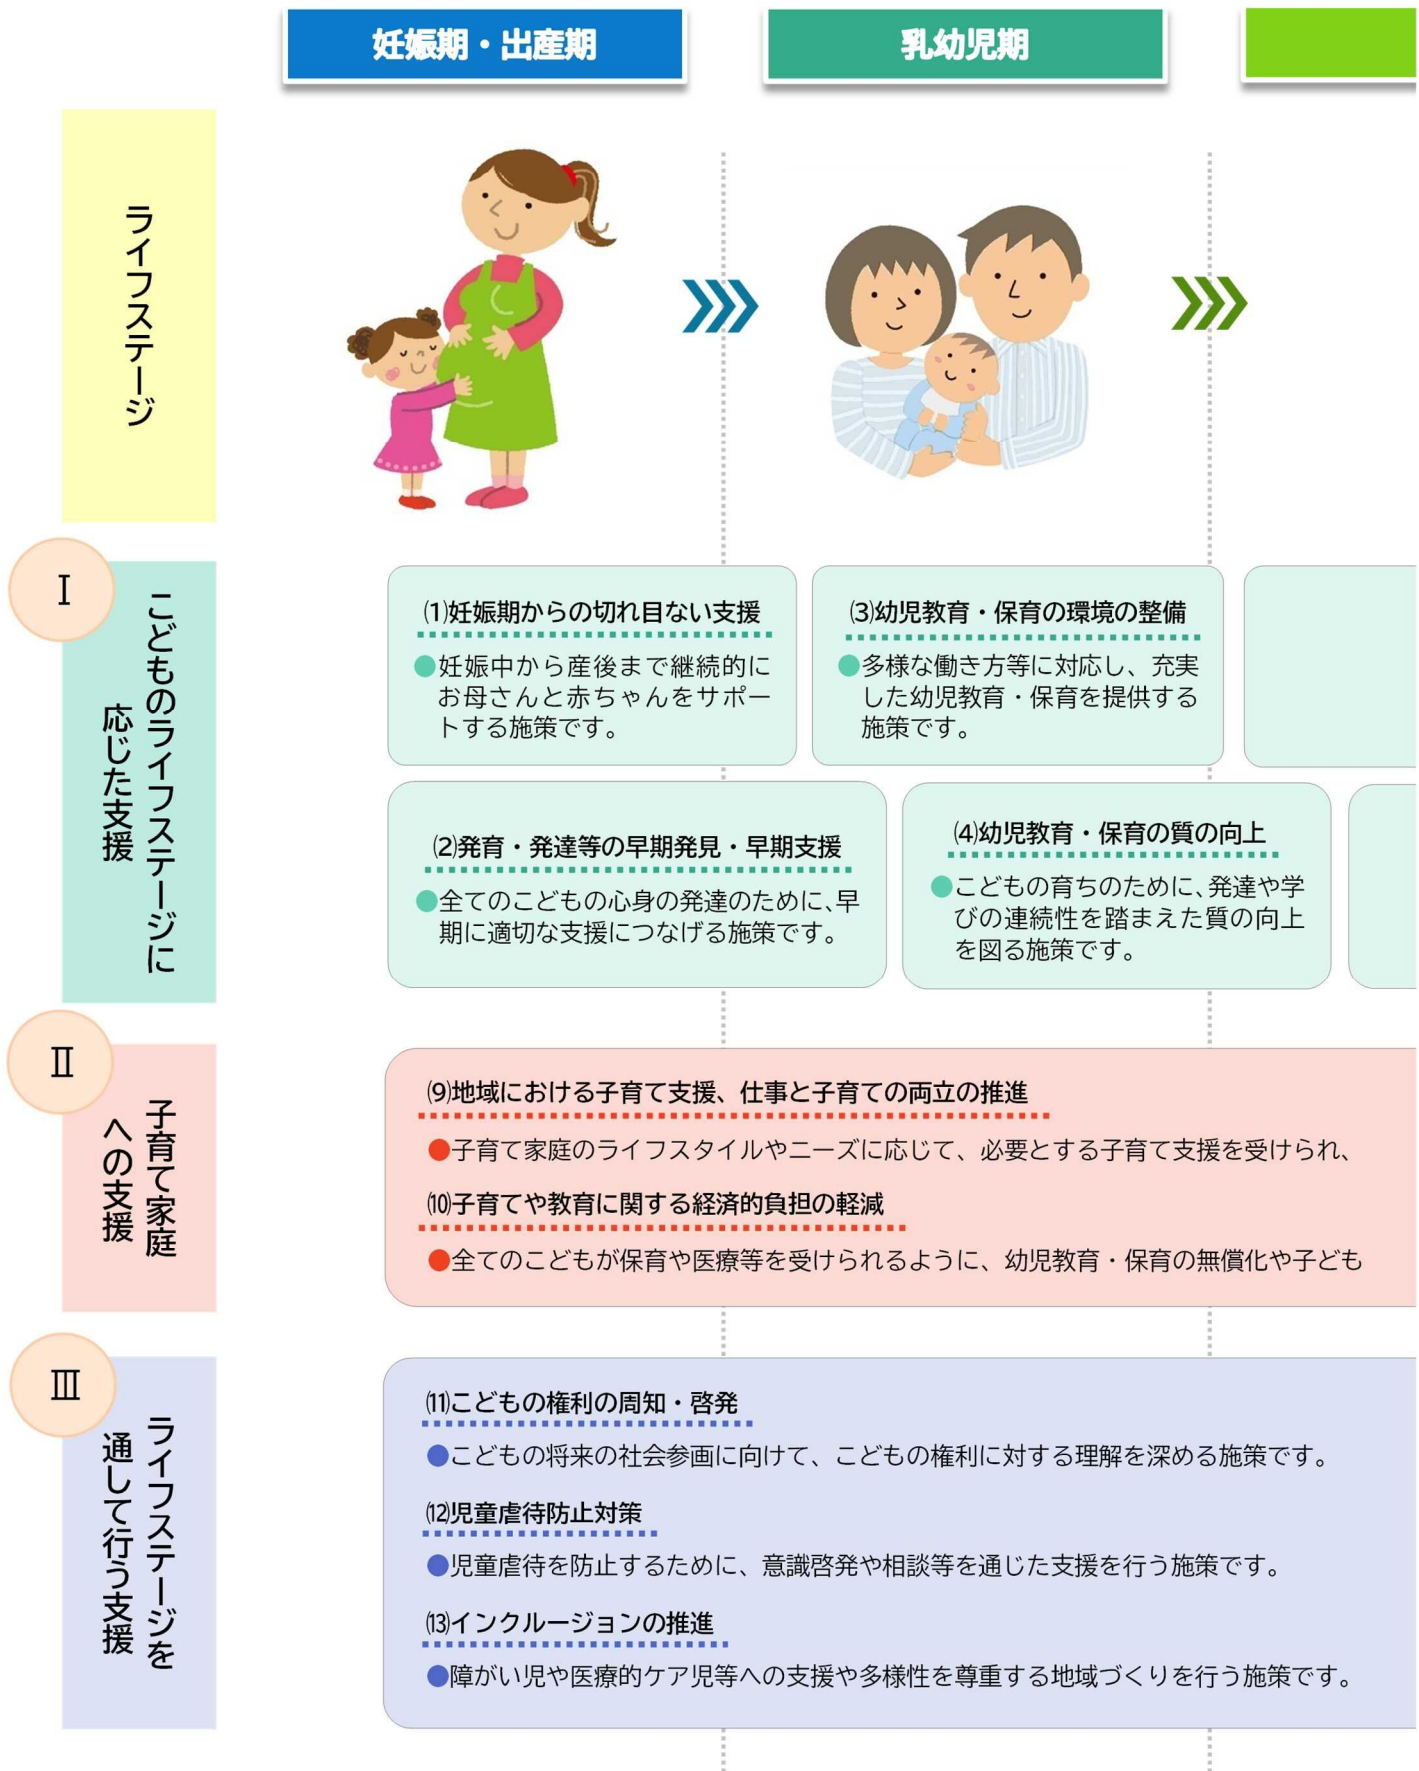 妊娠期・出産期
乳幼児期
ライフステージ
Ⅰ
こどものライフステージに
応じた支援
⑴妊娠期からの切れ目ない支援
●妊娠中から産後まで継続的に
お母さんと赤ちゃんをサポー
トする施策です。
⑶幼児教育・保育の環境の整備
●多様な働き方等に対応し、充実
した幼児教育・保育を提供する
施策です。
⑵発育・発達等の早期発見・早期支援
●全てのこどもの心身の発達のために、早
期に適切な支援につなげる施策です。
⑷幼児教育・保育の質の向上
●こどもの育ちのために、発達や学
びの連続性を踏まえた質の向上
を図る施策です。
Ⅱ
子育て家庭
への支援
⑼地域における子育て支援、仕事と子育ての両立の推進
●子育て家庭のライフスタイルやニーズに応じて、必要とする子育て支援を受けられ、
⑽子育てや教育に関する経済的負担の軽減
●全てのこどもが保育や医療等を受けられるように、幼児教育・保育の無償化や子ども
Ⅲ
ライフステージを
通して行う支援
⑾こどもの権利の周知・啓発
●こどもの将来の社会参画に向けて、こどもの権利に対する理解を深める施策です。
⑿児童虐待防止対策
●児童虐待を防止するために、意識啓発や相談等を通じた支援を行う施策です。
⒀インクルージョンの推進
●障がい児や医療的ケア児等への支援や多様性を尊重する地域づくりを行う施策です。